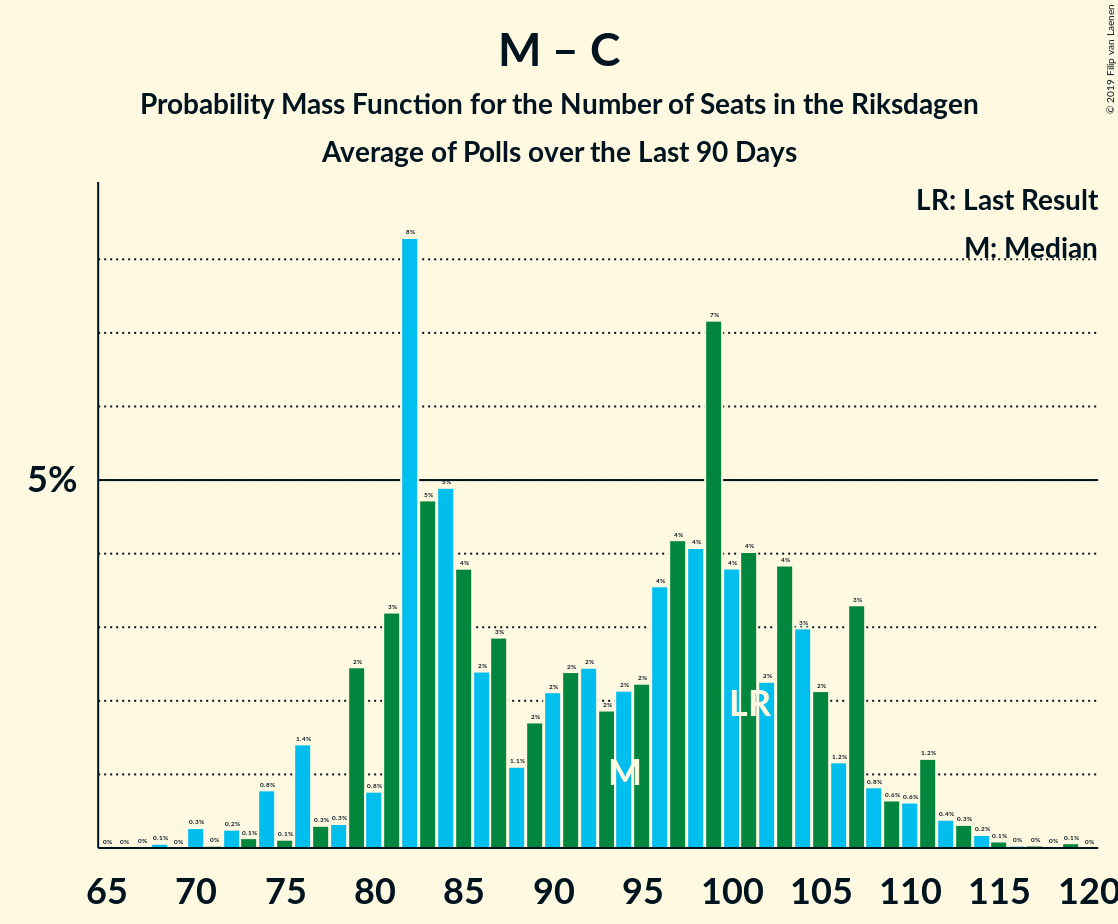 M – C
Probability Mass Function for the Number of Seats in the Riksdagen
Average of Polls over the Last 90 Days
© 2019 Filip van Laenen
LR: Last Result
M: Median
5%
0% 0% 0% 0.1% 0% 0.3% 0% 0.2% 0.1% 0.8% 0.1% 1.4% 0.3% 0.3% 2% 0.8% 3% 8% 5% 5% 4% 2% 3% 1.1% 2% 2% 2% 2% 2% 2% 2% 4% 4% 4% 7% 4% 4% 2% 4% 3% 2% 1.2% 3% 0.8% 0.6% 0.6% 1.2% 0.4% 0.3% 0.2% 0.1% 0% 0% 0% 0.1% 0%
LR
M
65 70 75 80 85 90 95 100 105 110 115 120